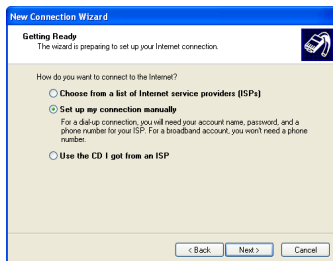 New Connection Wizard
Getting Ready
The wizard is preparing to set up your Internet connection.
How do you want to connect to the Internet?
Choose from a list of Internet service providers (ISPs)
Set up my connection manually
For a dial-up connection, you will need your account name, password, and a
phone number for your ISP. For a broadband account, you won't need a phone
number.
Use the CD I got from an ISP
< Back
Next >
Cancel